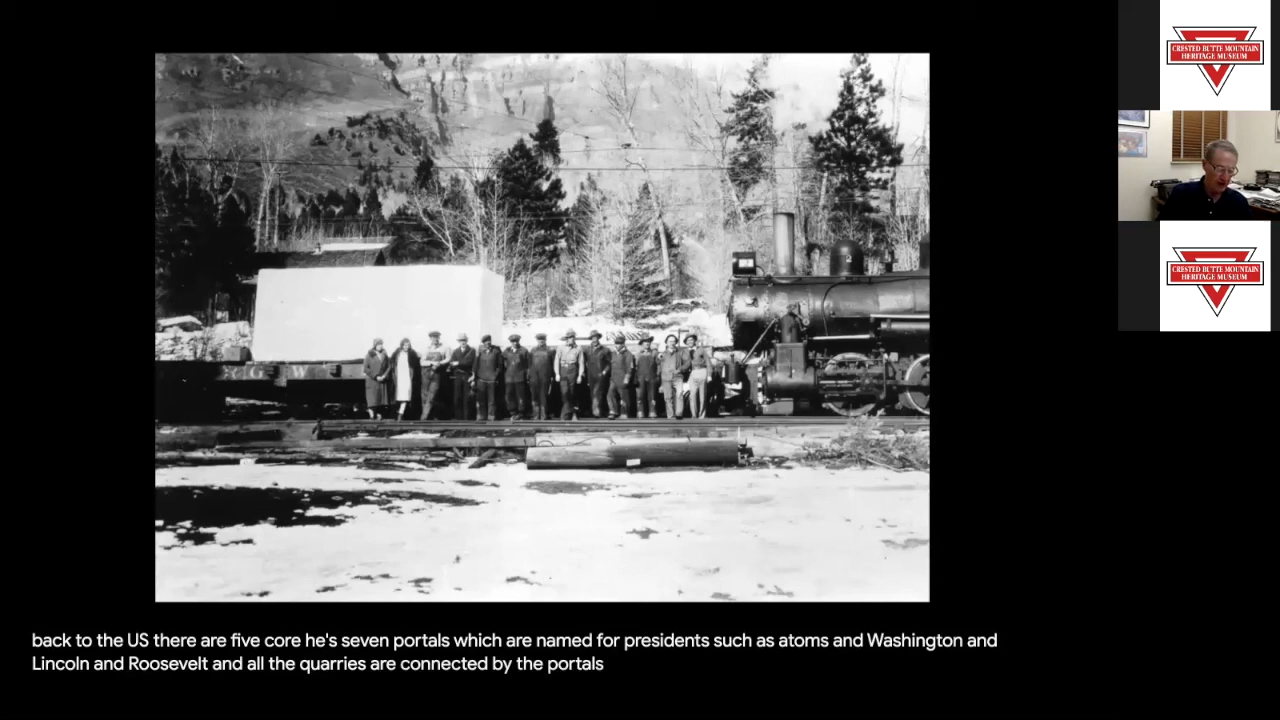 CRESTED BUTTE MOUNTAIN
HERITAGE MUSEUM
CRESTED BUTTE MOUNTAIN
HERITAGE MUSEUM
G W
back to the US there are five core he's seven portals which are named for presidents such as atoms and Washington and
Lincoln and Roosevelt and all the quarries are connected by the portals